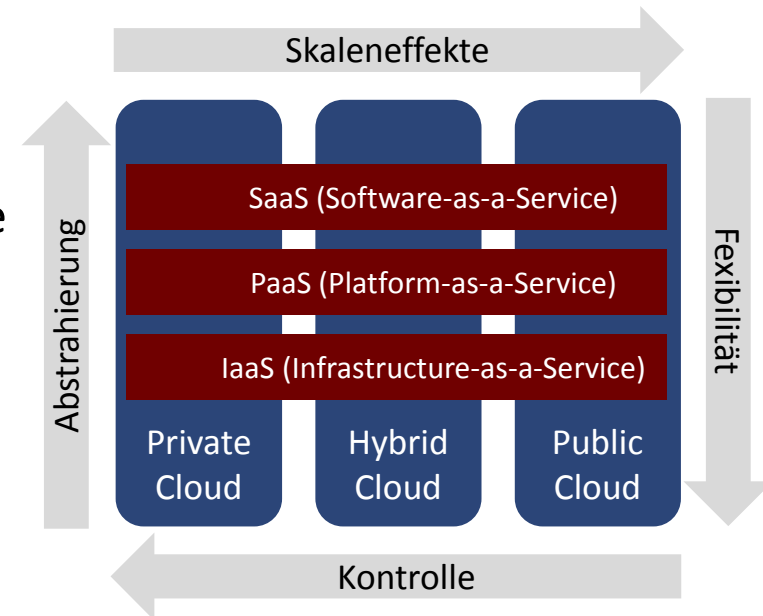 Skaleneffekte
e
Abstrahierung
SaaS (Software-as-a-Service)
PaaS (Platform-as-a-Service)
IaaS (Infrastructure-as-a-Service)
Fexibilität
Private
Cloud
Hybrid
Cloud
Public
Cloud
Kontrolle